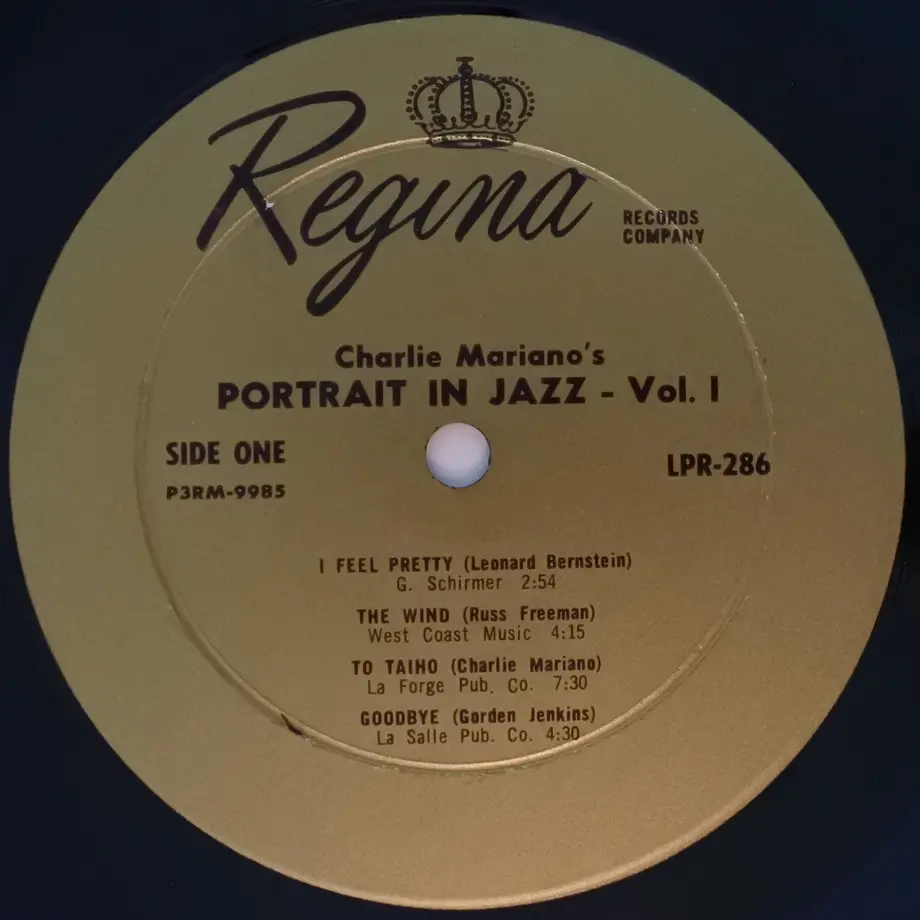 Regina
RECORDS
COMPANY
Charlie Mariano's
PORTRAIT IN JAZZ - Vol. I
SIDE ONE
LPR-286
P3RM-9985
I FEEL PRETTY (Leonard Bernstein)
G. Schirmer 2:54
THE WIND (Russ Freeman)
West Coast Music 4:15
TO TAIHO (Charlie Mariano)
La Forge Pub. Co. 7:30
GOODBYE (Gorden Jenkins)
La Salle Pub. Co. 4:30